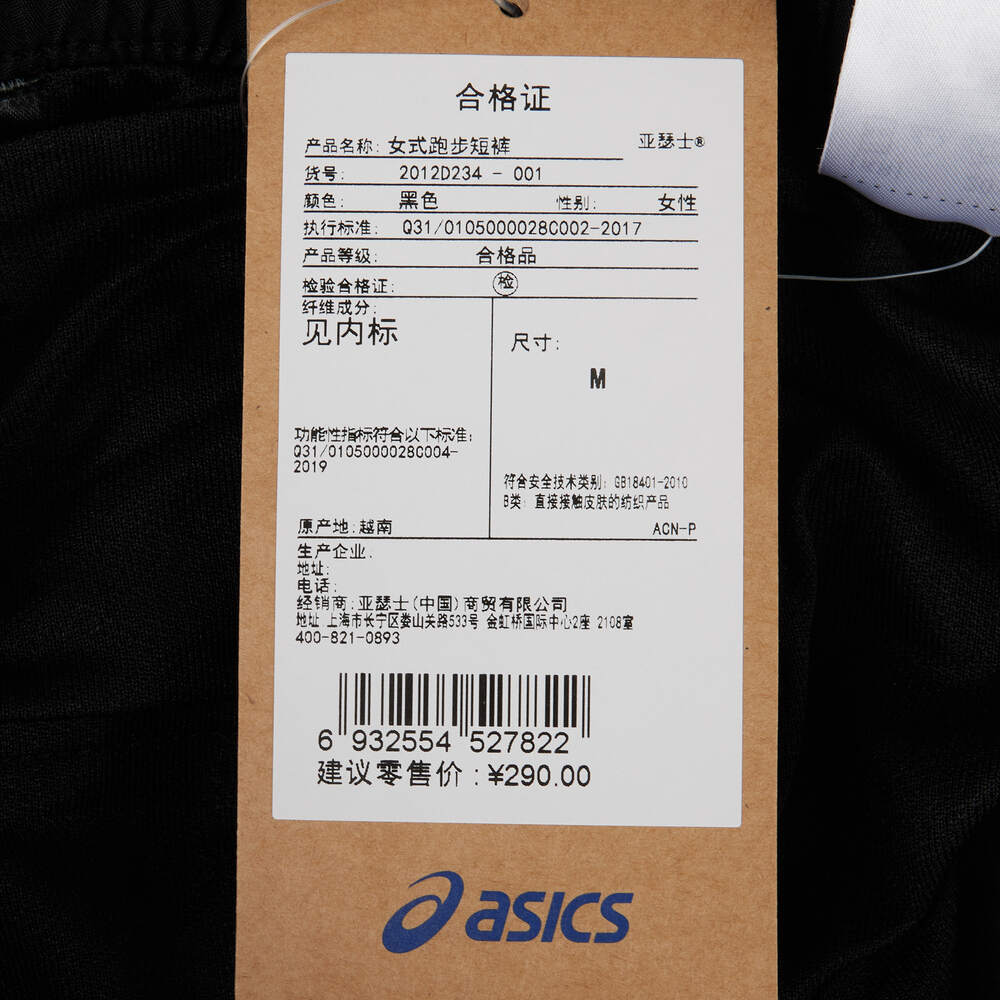 合格证
产品名称: 女式跑步短裤 亚瑟士®
货号: 2012D234 - 001
颜色: 黑色 性别: 女性
执行标准: Q31/0105000028C002-2017
产品等级: 合格品
检验合格证: 检
纤维成分:
见内标
尺寸:
M
功能性指标符合以下标准:
Q31/0105000028C004-
2019
符合安全技术类别: GB18401-2010
B类: 直接接触皮肤的纺织产品
原产地:越南
ACN-P
生产企业:
地址:
电话:
经销商:亚瑟士(中国)商贸有限公司
地址:上海市长宁区娄山关路533号 金虹桥国际中心2座 2108室
400-821-0893
6 932554 527822
建议零售价:¥290.00
asics